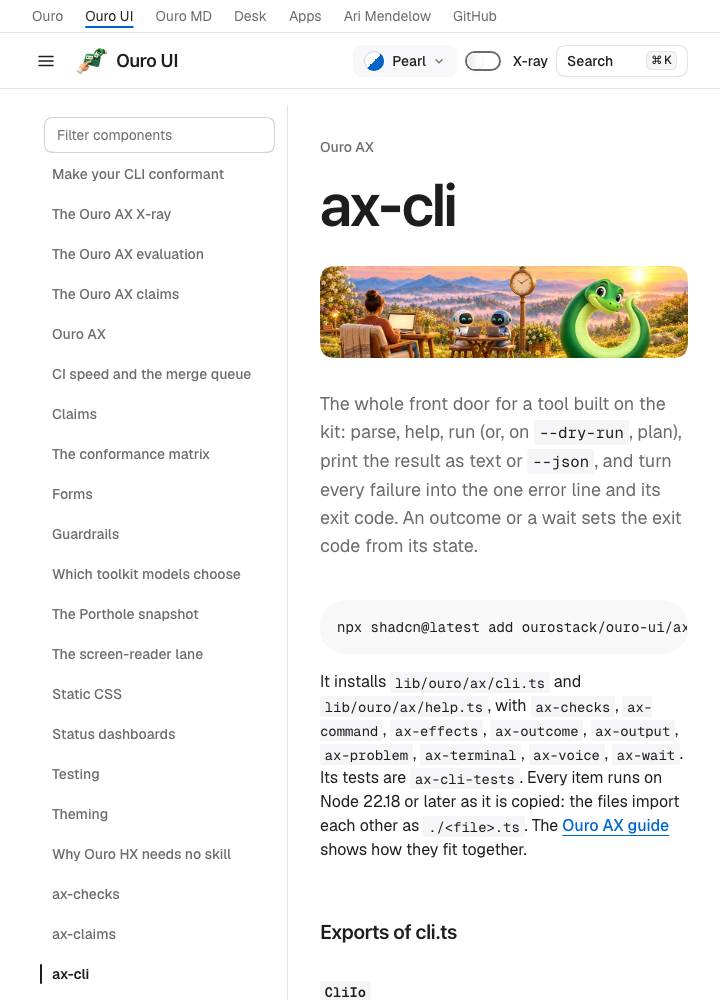 Ouro Ouro UI Ouro MD Desk Apps Ari Mendelow GitHub
Ouro UI
Pearl
X-ray
Search ⌘ K
Filter components
Make your CLI conformant
The Ouro AX X-ray
The Ouro AX evaluation
The Ouro AX claims
Ouro AX
CI speed and the merge queue
Claims
The conformance matrix
Forms
Guardrails
Which toolkit models choose
The Porthole snapshot
The screen-reader lane
Static CSS
Status dashboards
Testing
Theming
Why Ouro HX needs no skill
ax-checks
ax-claims
ax-cli
Ouro AX
ax-cli
The whole front door for a tool built on the
kit: parse, help, run (or, on --dry-run, plan),
print the result as text or --json, and turn
every failure into the one error line and its
exit code. An outcome or a wait sets the exit
code from its state.
npx shadcn@latest add ourostack/ouro-ui/ax
It installs lib/ouro/ax/cli.ts and
lib/ouro/ax/help.ts, with ax-checks, ax-
command, ax-effects, ax-outcome, ax-output,
ax-problem, ax-terminal, ax-voice, ax-wait.
Its tests are ax-cli-tests. Every item runs on
Node 22.18 or later as it is copied: the files import
each other as ./<file>.ts. The Ouro AX guide
shows how they fit together.
Exports of cli.ts
CliIo